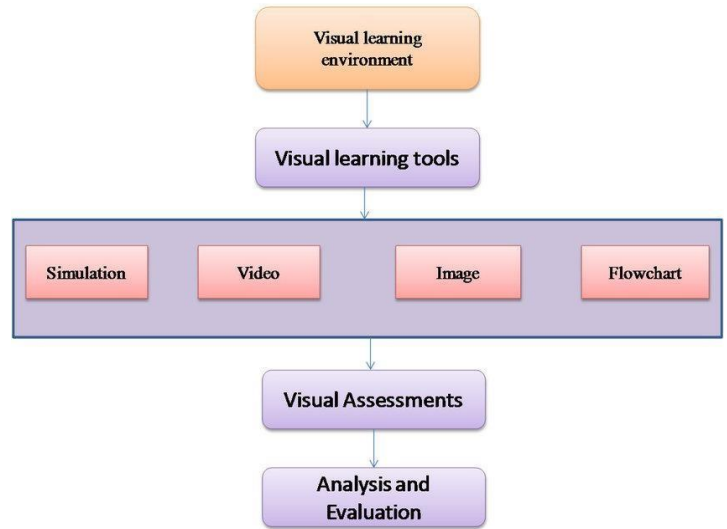 Visual learning
environment
Visual learning tools
Simulation
Video
Image
Flowchart
Visual Assessments
Analysis and
Evaluation